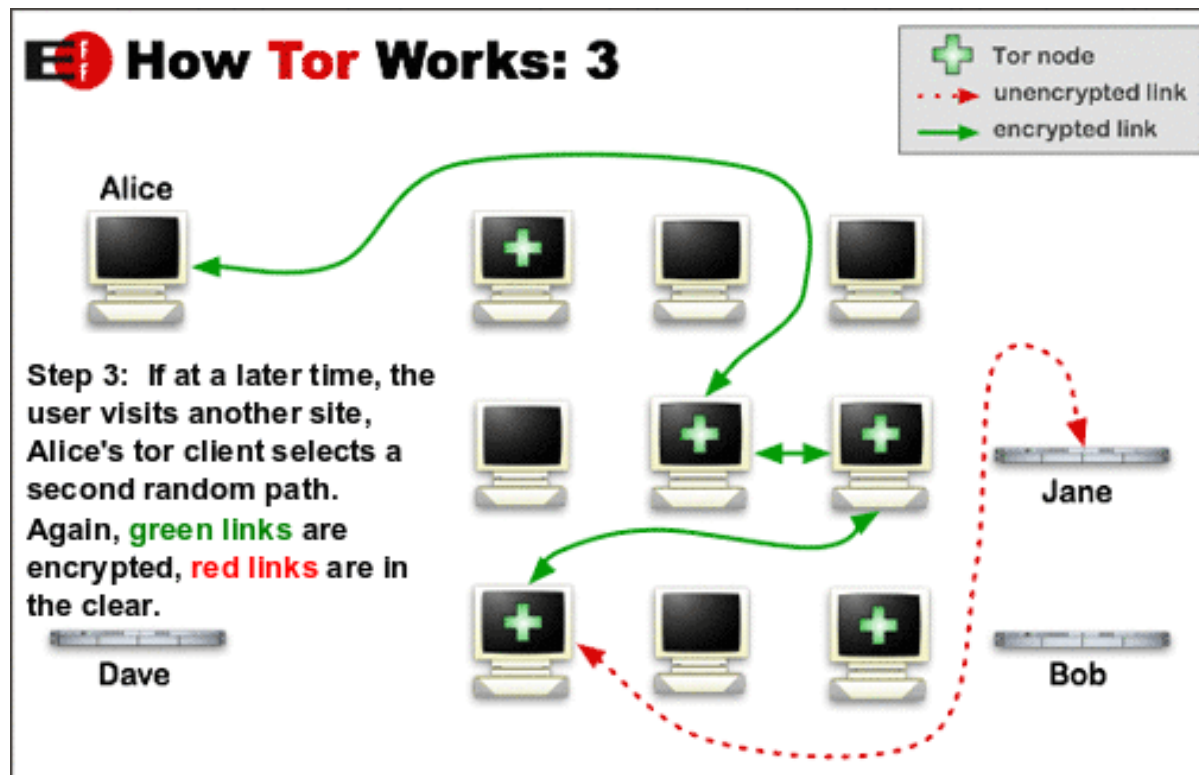 EFF How Tor Works: 3
Tor node
unencrypted link
encrypted link
Alice
Step 3: If at a later time, the
user visits another site,
Alice's tor client selects a
second random path.
Again, green links are
encrypted, red links are in
the clear.
Jane
Dave
Bob